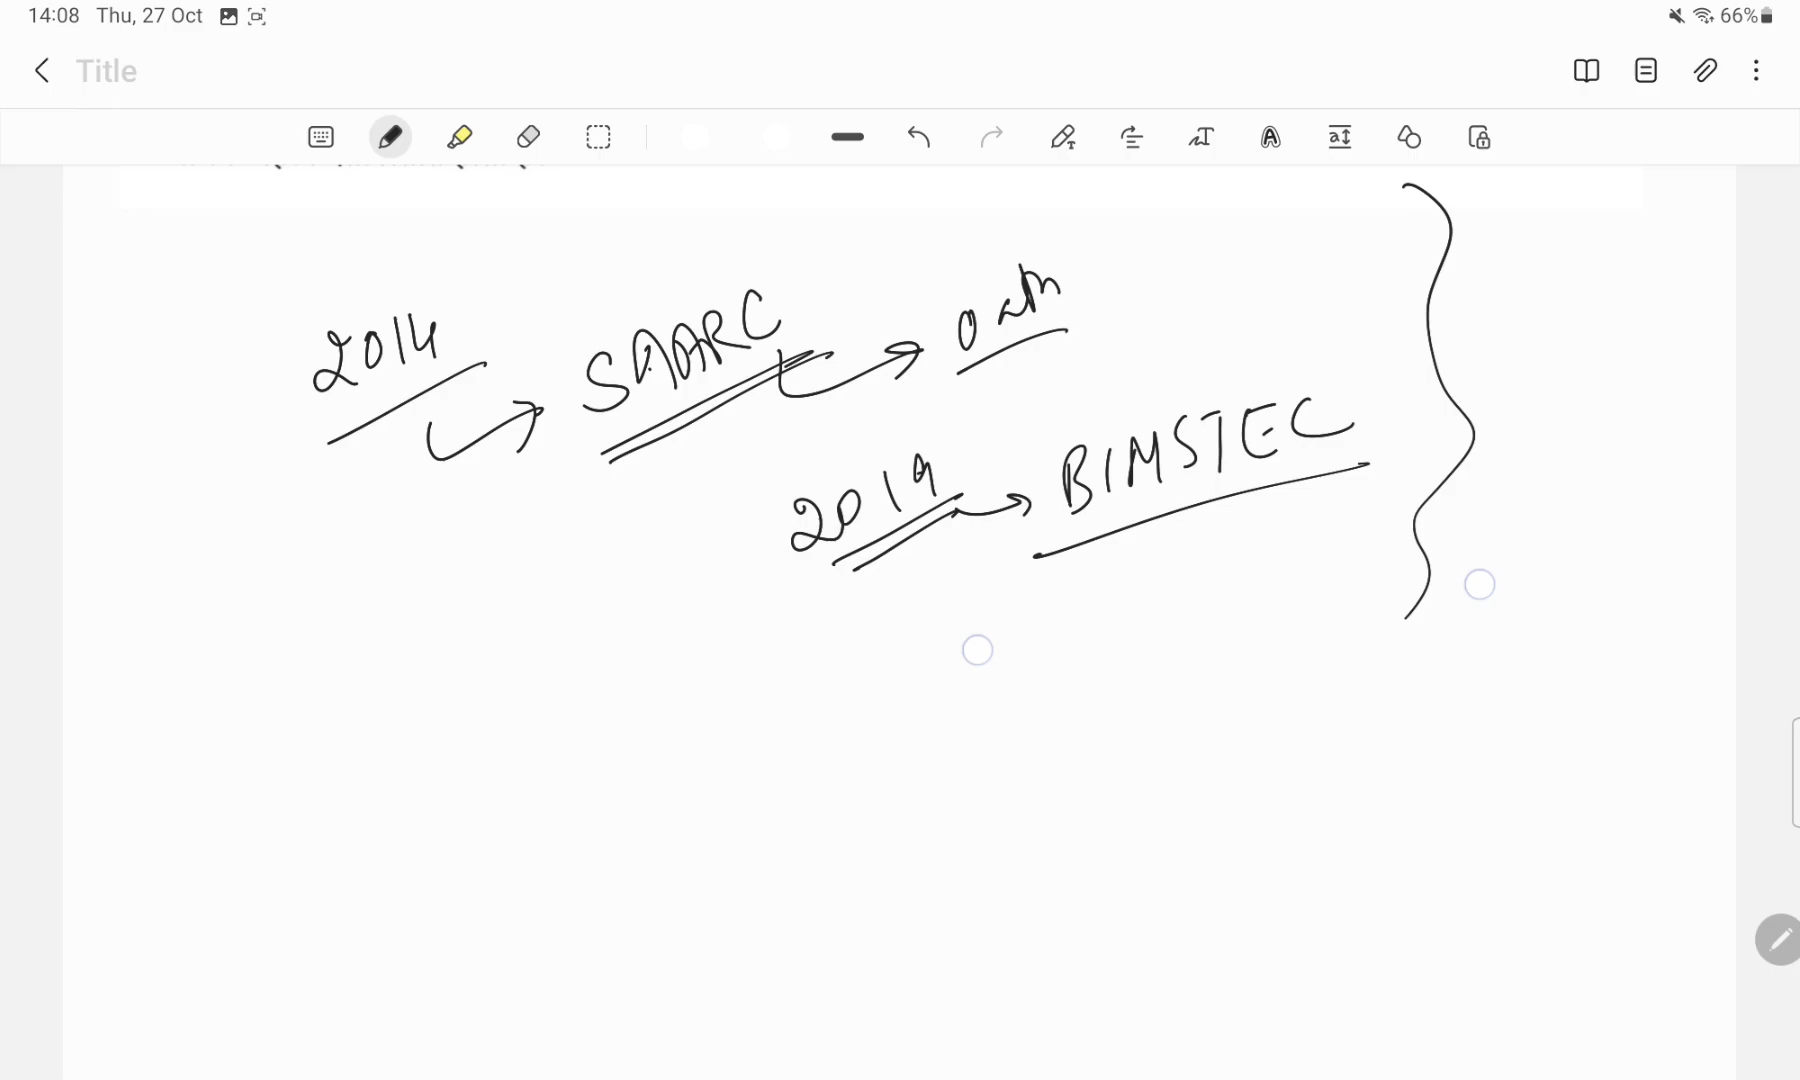 14:08 Thu, 27 Oct 66%
Title
2014 → SAARC → Oath
2019 → BIMSTEC